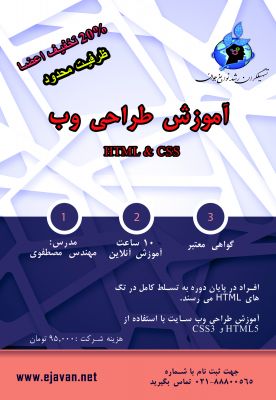 20% تخفیف اعضا
ظرفیت محدود
آموزش طراحی وب
HTML & CSS
1
2
3
مدرس:
مهندس مصطفوی
۱۰ ساعت
آموزش آنلاین
گواهی معتبر
افراد در پایان دوره به تسلط کامل در تگ
های HTML می رسند.
آموزش طراحی وب سایت با استفاده از
HTML5 و CSS3
هزینه شرکت : ۹۵,۰۰۰ تومان
جهت ثبت نام با شماره
۰۲۱-۸۸۸۰۰۵۶۵ تماس بگیرید
www.ejavan.net